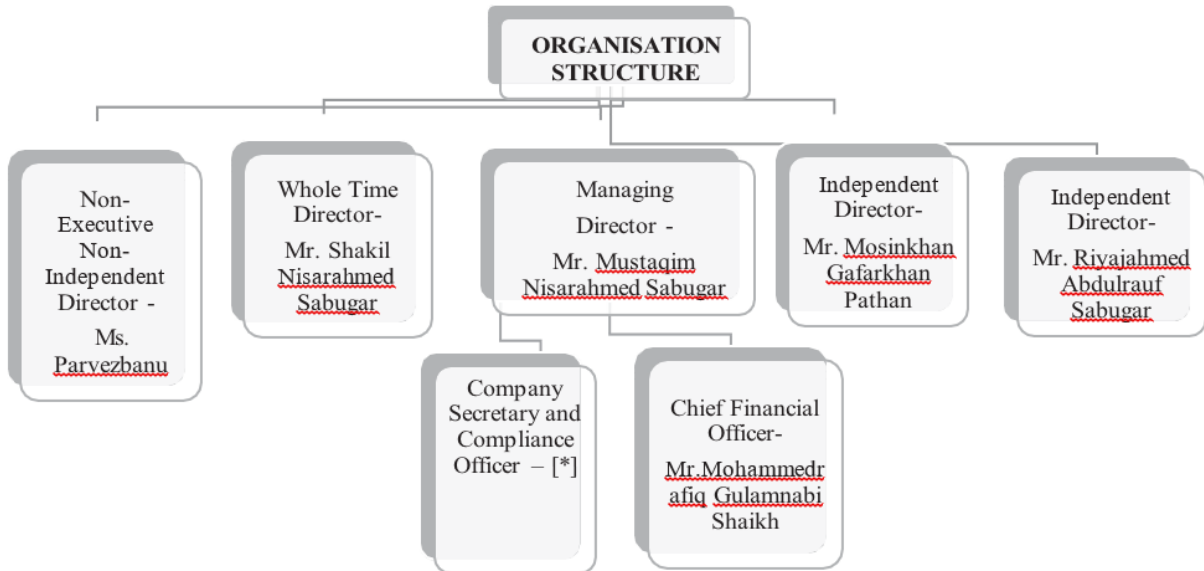 ORGANISATION
STRUCTURE
Non-
Executive
Non-
Independent
Director -
Ms.
Parvezbanu
Whole Time
Director-
Mr. Shakil
Nisarahmed
Sabugar
Managing
Director -
Mr. Mustaqim
Nisarahmed Sabugar
Independent
Director-
Mr. Mosinkhan
Gafarkhan
Pathan
Independent
Director-
Mr. Riyajahmed
Abdulrauf
Sabugar
Company
Secretary and
Compliance
Officer – [*]
Chief Financial
Officer-
Mr.Mohammedr
afiq Gulamnabi
Shaikh